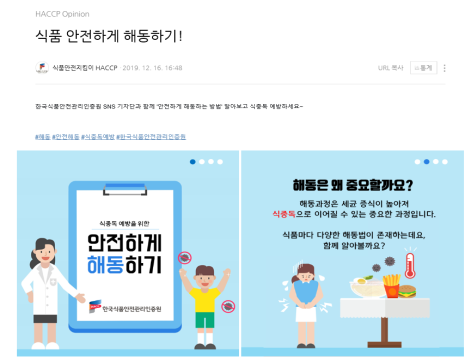 HACCP Opinion
식품 안전하게 해동하기!
식품안전지킴이 HACCP 2019. 12. 16. 16:48
URL 복사
통계
한국식품안전관리인증원 SNS 기자단과 함께 '안전하게 해동하는 방법' 알아보고 식중독 예방하세요~
#해동 #안전해동 #식중독예방 #한국식품안전관리인증원
식중독 예방을 위한
안전하게
해동하기
한국식품안전관리인증원
해동은 왜 중요할까요?
해동과정은 세균 증식이 높아져
식중독으로 이어질 수 있는 중요한 과정입니다.
식품마다 다양한 해동법이 존재하는데요,
함께 알아볼까요?